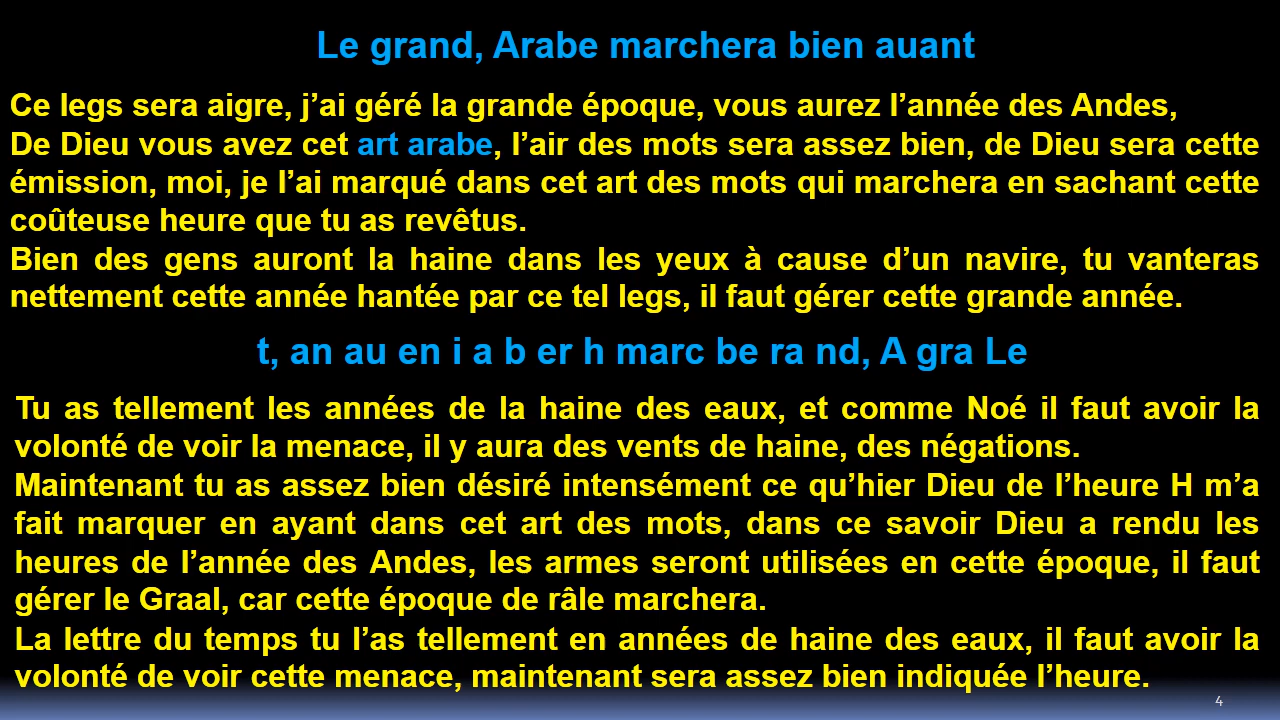 Le grand, Arabe marchera bien auant
Ce legs sera aigre, j’ai géré la grande époque, vous aurez l’année des Andes,
De Dieu vous avez cet art arabe, l’air des mots sera assez bien, de Dieu sera cette
émission, moi, je l’ai marqué dans cet art des mots qui marchera en sachant cette
coûteuse heure que tu as revêtus.
Bien des gens auront la haine dans les yeux à cause d’un navire, tu vanteras
nettement cette année hantée par ce tel legs, il faut gérer cette grande année.
t, an au en i a b er h marc be ra nd, A gra Le
Tu as tellement les années de la haine des eaux, et comme Noé il faut avoir la
volonté de voir la menace, il y aura des vents de haine, des négations.
Maintenant tu as assez bien désiré intensément ce qu’hier Dieu de l’heure H m’a
fait marquer en ayant dans cet art des mots, dans ce savoir Dieu a rendu les
heures de l’année des Andes, les armes seront utilisées en cette époque, il faut
gérer le Graal, car cette époque de râle marchera.
La lettre du temps tu l’as tellement en années de haine des eaux, il faut avoir la
volonté de voir cette menace, maintenant sera assez bien indiquée l’heure.
4